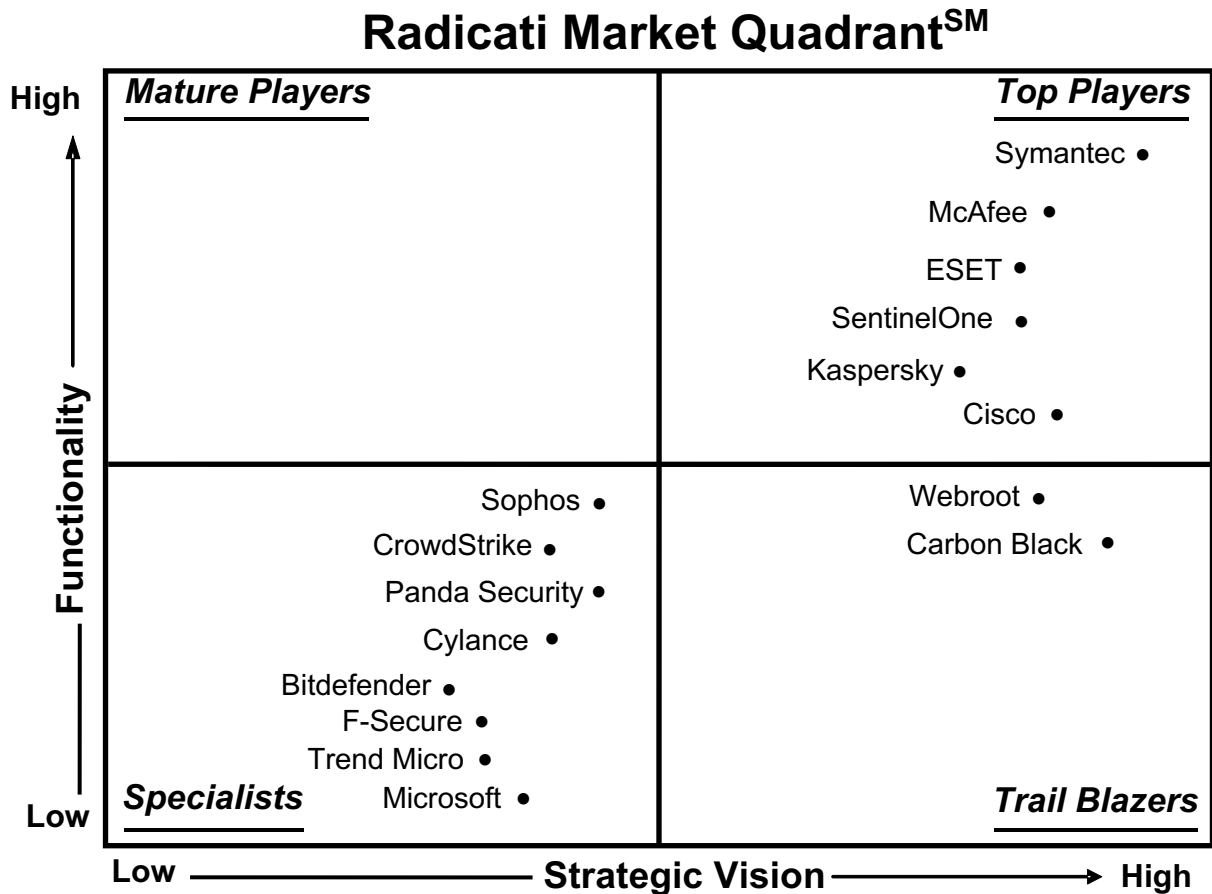 Radicati Market Quadrant SM
High
Mature Players
Top Players
Symantec
McAfee
ESET
SentinelOne
Kaspersky
Cisco
Functionality
Sophos
Webroot
CrowdStrike
Carbon Black
Panda Security
Cylance
Bitdefender
F-Secure
Trend Micro
Microsoft
Specialists
Trail Blazers
Low
Low
Strategic Vision
High